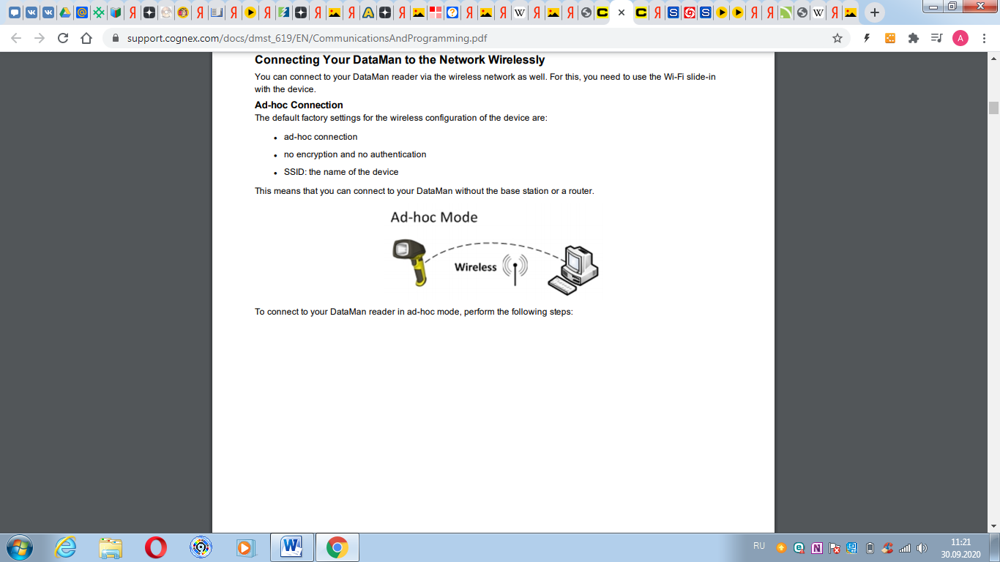 support.cognex.com/docs/dmst_619/EN/CommunicationsAndProgramming.pdf
A
Connecting Your DataMan to the Network Wirelessly
You can connect to your DataMan reader via the wireless network as well. For this, you need to use the Wi-Fi slide-in
with the device.
Ad-hoc Connection
The default factory settings for the wireless configuration of the device are:
• ad-hoc connection
• no encryption and no authentication
• SSID: the name of the device
This means that you can connect to your DataMan without the base station or a router.
Ad-hoc Mode
Wireless
To connect to your DataMan reader in ad-hoc mode, perform the following steps:
RU
11:21
30.09.2020